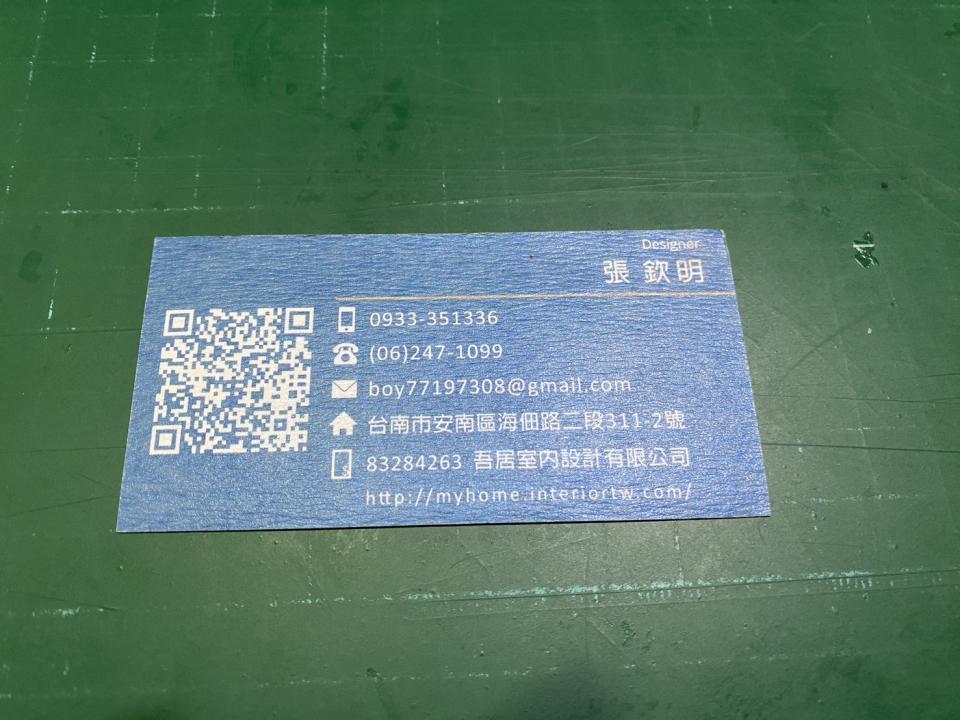 Designer
張 欽明
0933-351336
(06)247-1099
boy77197308@gmail.com
台南市安南區海佃路二段311-2號
83284263 吾居室內設計有限公司
http://myhome.interiortw.com/